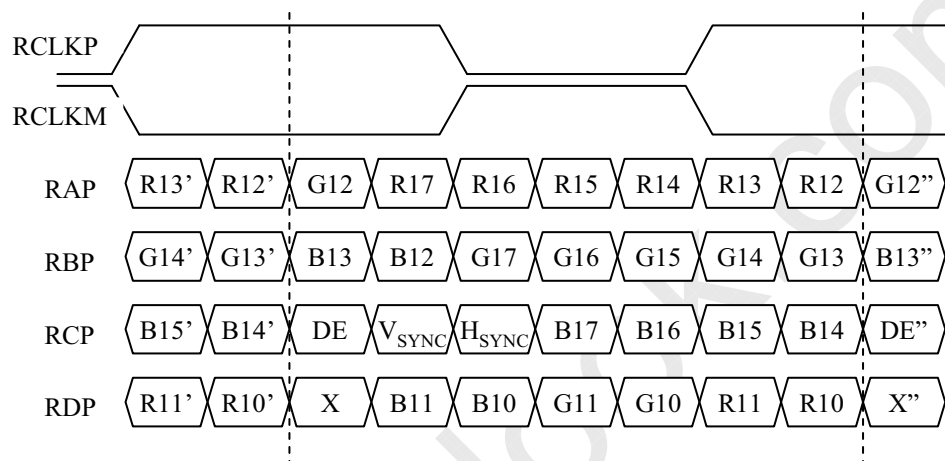 RCLKP
RCLKM
RAP R13’ R12’ G12 R17 R16 R15 R14 R13 R12 G12”
RBP G14’ G13’ B13 B12 G17 G16 G15 G14 G13 B13”
RCP B15’ B14’ DE VSYNC HSYNC B17 B16 B15 B14 DE”
RDP R11’ R10’ X B11 B10 G11 G10 R11 R10 X”